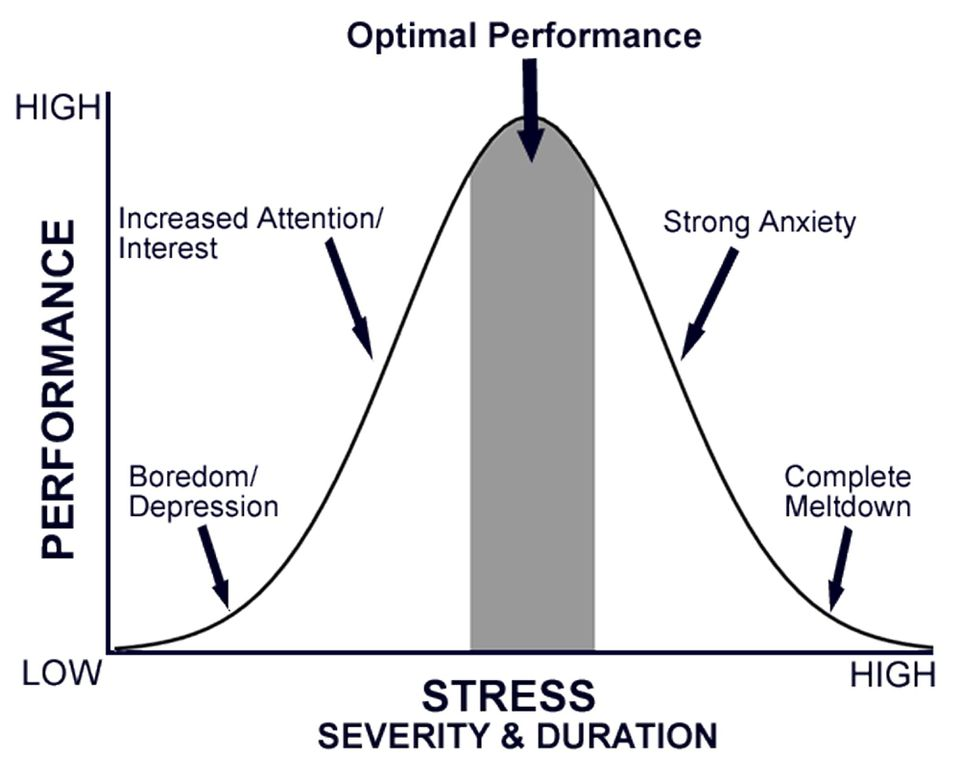 Optimal Performance
HIGH
Increased Attention/
Interest
Strong Anxiety
PERFORMANCE
Boredom/
Depression
Complete
Meltdown
LOW
HIGH
STRESS
SEVERITY & DURATION